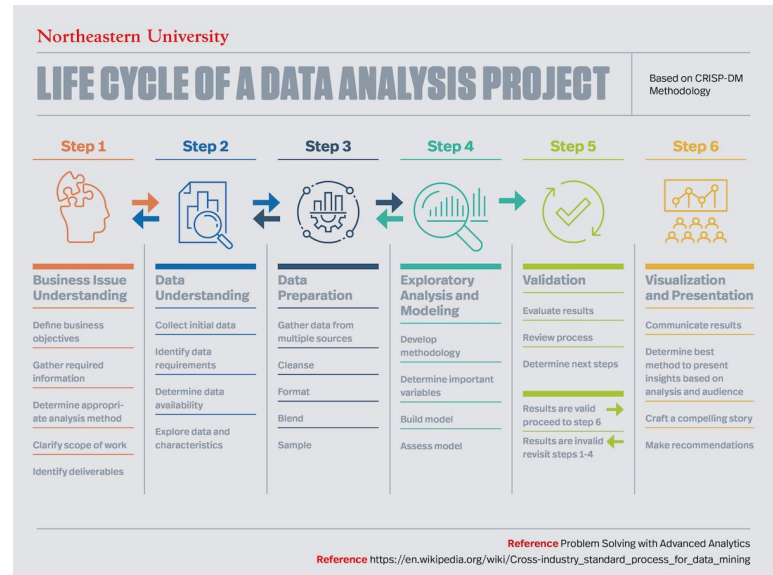 Northeastern University
LIFE CYCLE OF A DATA ANALYSIS PROJECT
Based on CRISP-DM
Methodology
Step 1
Step 2
Step 3
Step 4
Step 5
Step 6
Business Issue
Understanding
Define business
objectives
Gather required
information
Determine appropri-
ate analysis method
Clarify scope of work
Identify deliverables
Data
Understanding
Collect initial data
Identify data
requirements
Determine data
availability
Explore data and
characteristics
Data
Preparation
Gather data from
multiple sources
Cleanse
Format
Blend
Sample
Exploratory
Analysis and
Modeling
Develop
methodology
Determine important
variables
Build model
Assess model
Validation
Evaluate results
Review process
Determine next steps
Results are valid
proceed to step 6
Results are invalid
revisit steps 1-4
Visualization
and Presentation
Communicate results
Determine best
method to present
insights based on
analysis and audience
Craft a compelling story
Make recommendations
Reference Problem Solving with Advanced Analytics
Reference https://en.wikipedia.org/wiki/Cross-industry_standard_process_for_data_mining